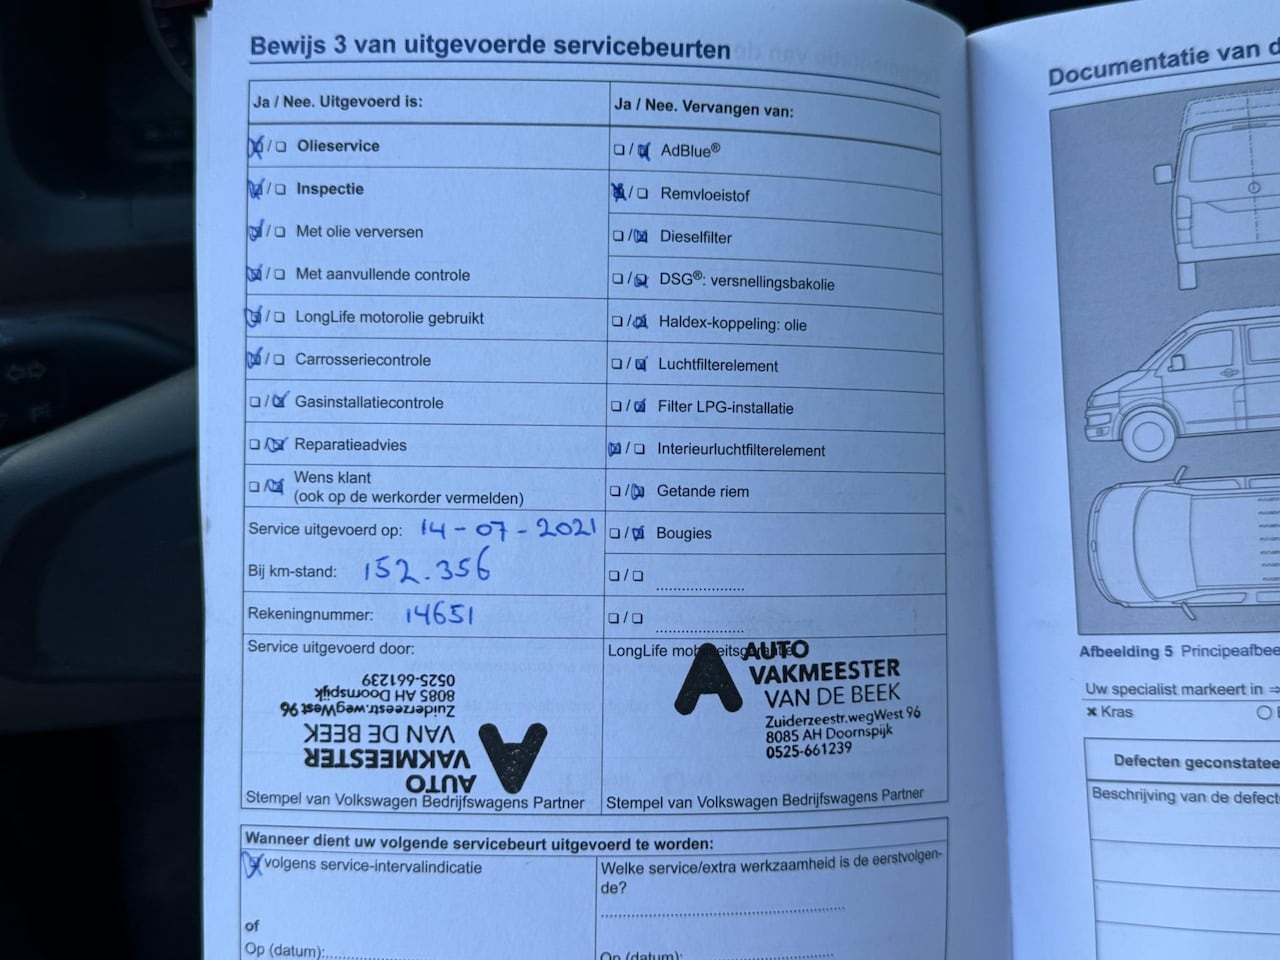 Bewijs 3 van uitgevoerde servicebeurten
Ja / Nee. Uitgevoerd is:
☒/☐ Olieservice
☒/☐ Inspectie
☒/☐ Met olie verversen
☒/☐ Met aanvullende controle
☒/☐ LongLife motorolie gebruikt
☒/☐ Carrosseriecontrole
☐/☒ Gasinstallatiecontrole
☐/☒ Reparatieadvies
☐/☒ Wens klant
(ook op de werkorder vermelden)
Service uitgevoerd op: 14-07-2021
Bij km-stand: 152.356
Rekeningnummer: 14651
Service uitgevoerd door:
AUTO
VAKMEESTER
VAN DE BEEK
Zuiderzeestr.wegWest 96
8085 AH Doornspijk
0525-661239
Stempel van Volkswagen Bedrijfswagens Partner
Ja / Nee. Vervangen van:
☐/☒ AdBlue®
☒/☐ Remvloeistof
☐/☒ Dieselfilter
☐/☒ DSG®: versnellingsbakolie
☐/☒ Haldex-koppeling: olie
☐/☒ Luchtfilterelement
☐/☒ Filter LPG-installatie
☒/☐ Interieurluchtfilterelement
☐/☒ Getande riem
☐/☒ Bougies
☐/☐ .....................
☐/☐ .....................
LongLife mobiliteitsgarantie:
AUTO
VAKMEESTER
VAN DE BEEK
Zuiderzeestr.wegWest 96
8085 AH Doornspijk
0525-661239
Stempel van Volkswagen Bedrijfswagens Partner
Wanneer dient uw volgende servicebeurt uitgevoerd te worden:
☒ volgens service-intervalindicatie
of
Op (datum):
Welke service/extra werkzaamheid is de eerstvolgen-
de?
Op (datum):
Documentatie van
Afbeelding 5 Principeafbee
Uw specialist markeert in ⇒
× Kras
Defecten geconstatee
Beschrijving van de defect